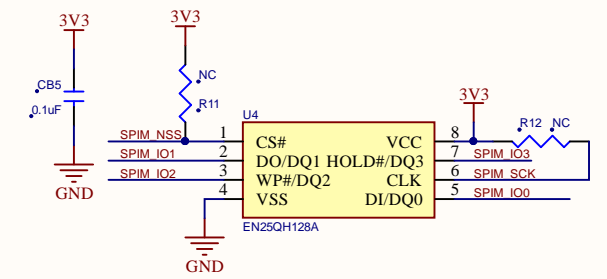 3V3
3V3
CB5
0.1uF
NC
R11
GND
U4
3V3
R12 NC
SPIM_NSS 1 CS# VCC 8
SPIM_IO1 2 DO/DQ1 HOLD#/DQ3 7 SPIM_IO3
SPIM_IO2 3 WP#/DQ2 CLK 6 SPIM_SCK
4 VSS DI/DQ0 5 SPIM_IO0
EN25QH128A
GND